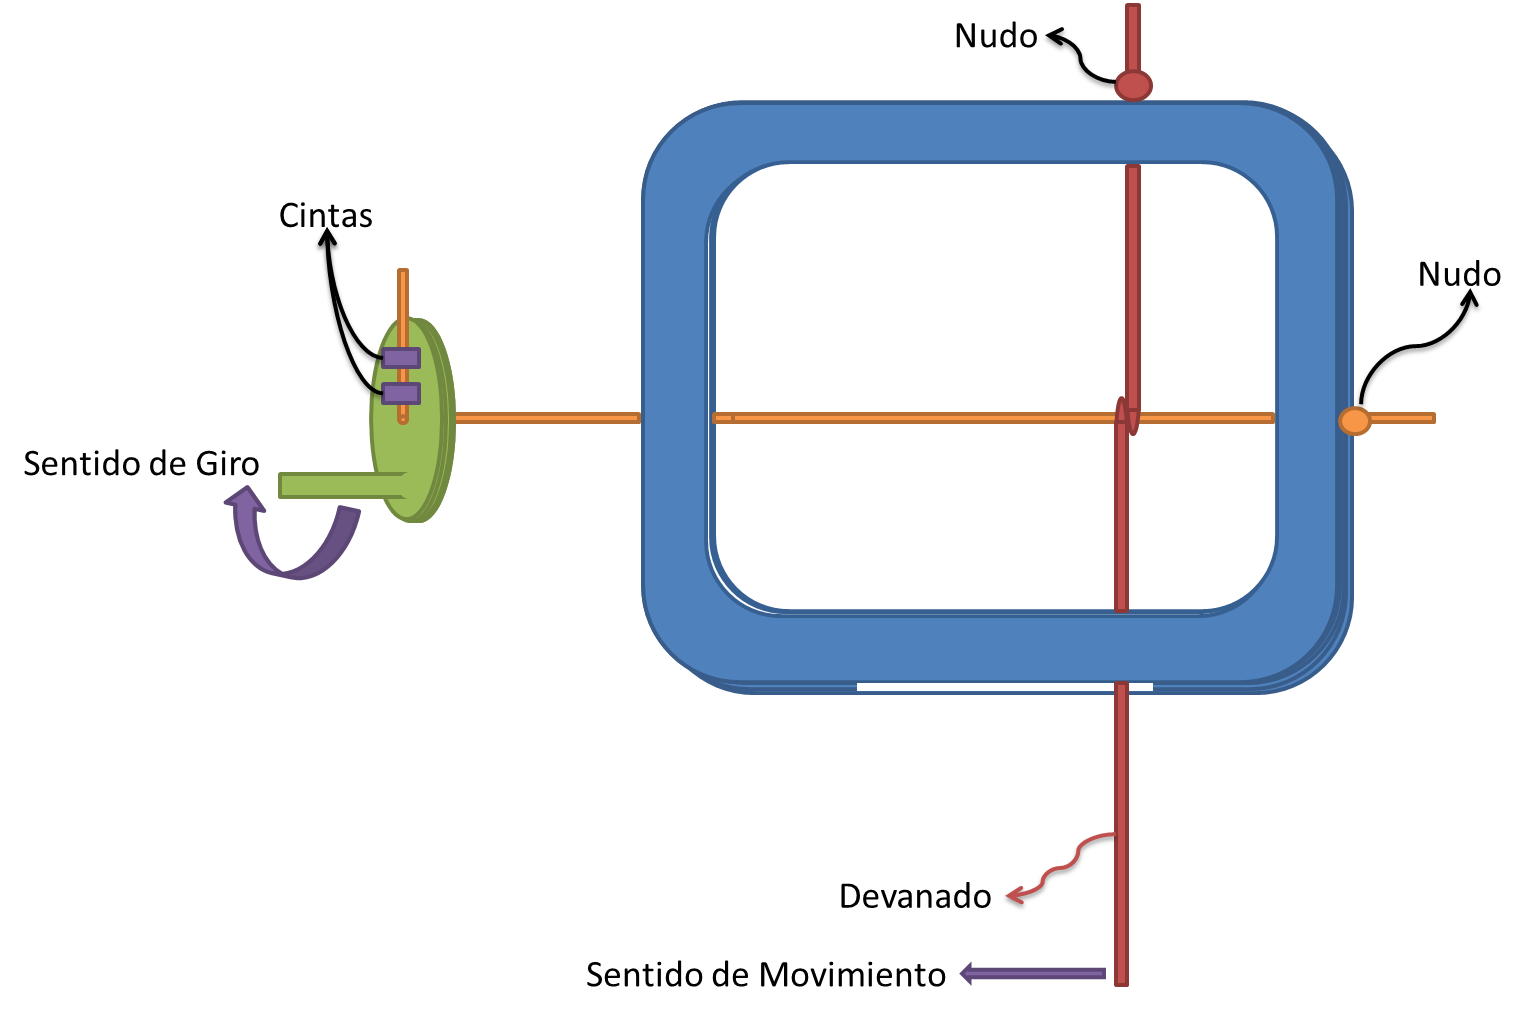 Nudo
Cintas
Nudo
Sentido de Giro
Devanado
Sentido de Movimiento